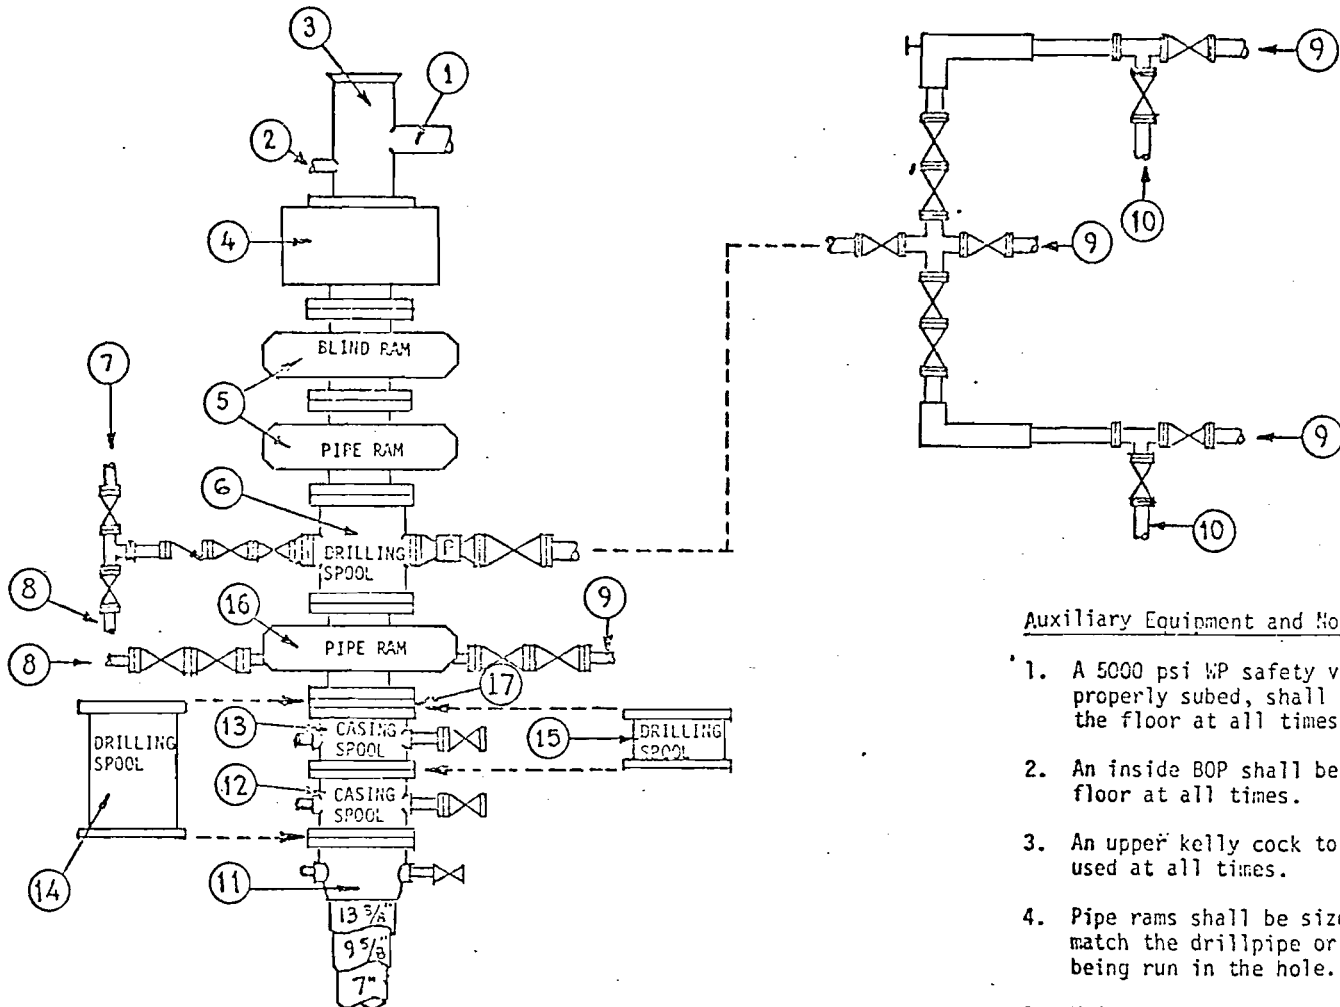 3
1
2
4
BLIND RAM
5
PIPE RAM
7
6
DRILLING
SPOOL
8
16
PIPE RAM
9
8
17
13
CASING
SPOOL
DRILLING
SPOOL
15
DRILLING
SPOOL
12
CASING
SPOOL
14
11
13 3/8"
9 5/8"
7"
9
10
9
9
10
Auxiliary Equipment and
1. A 5000 psi WP safety
properly subed, shall
the floor at all times
2. An inside BOP shall be
floor at all times.
3. An upper kelly cock to
used at all times.
4. Pipe rams shall be
match the drillpipe or
being run in the hole.